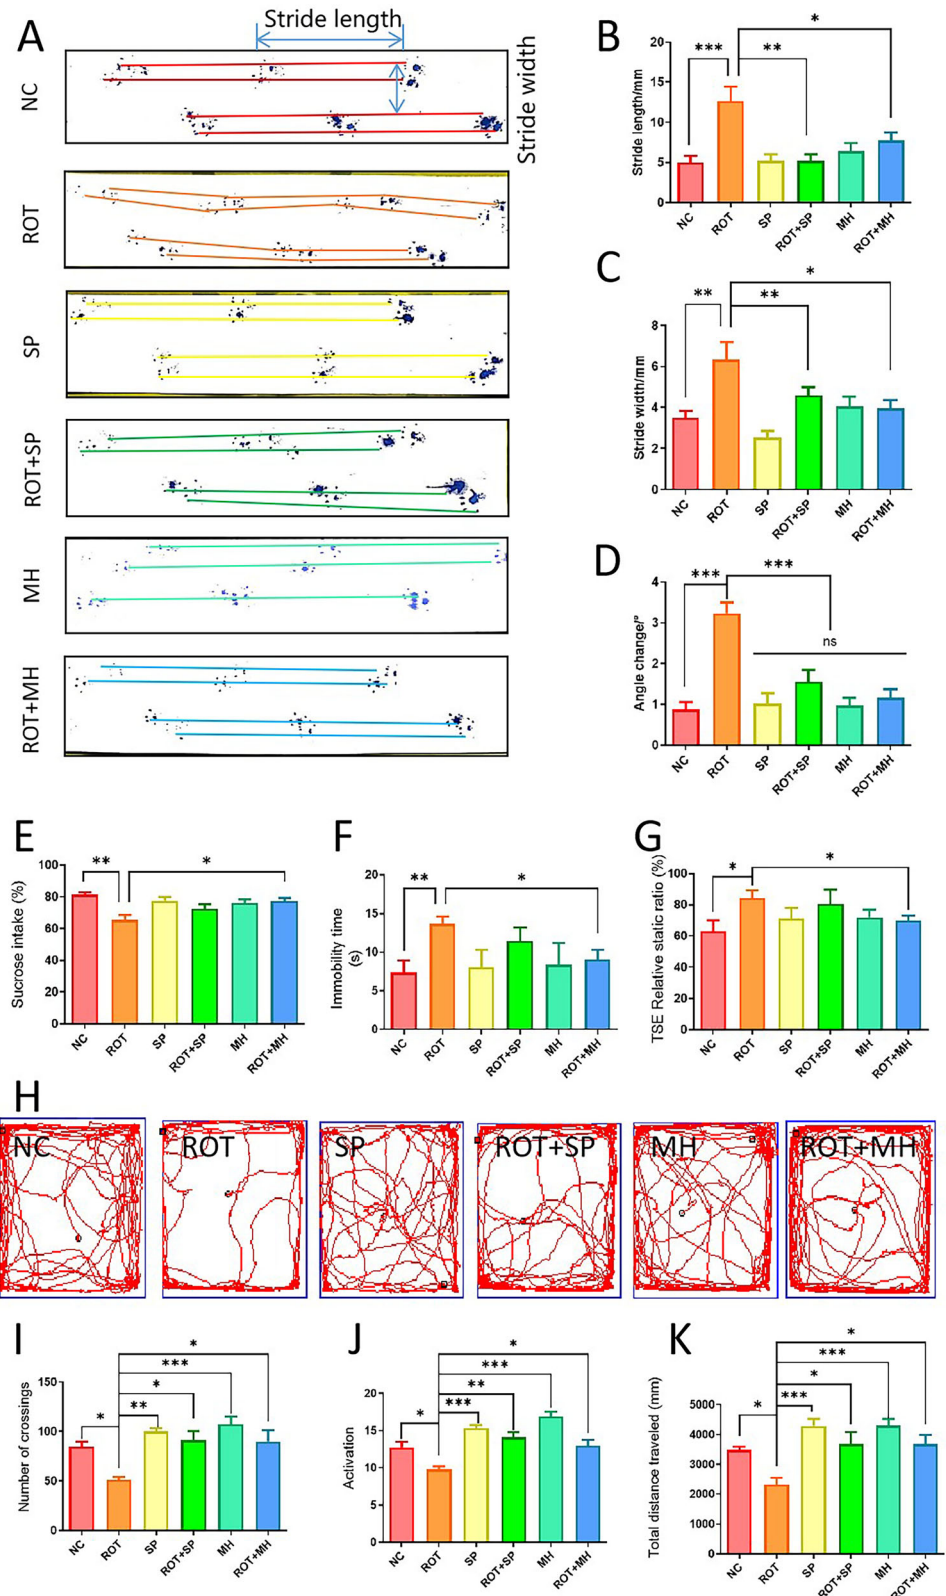 A
Stride length
Stride width
NC
ROT
SP
ROT+SP
MH
ROT+MH
B
Stride length/mm
20
15
10
5
0
***
**
*
NC
ROT
SP
ROT+SP
MH
ROT+MH
C
Stride width/mm
8
6
4
2
0
**
**
*
NC
ROT
SP
ROT+SP
MH
ROT+MH
D
Angle change/°
4
3
2
1
0
***
***
ns
NC
ROT
SP
ROT+SP
MH
ROT+MH
E
Sucrose intake (%)
100
80
60
40
20
0
**
*
NC
ROT
SP
ROT+SP
MH
ROT+MH
F
Immobility time
(s)
20
15
10
5
0
**
*
NC
ROT
SP
ROT+SP
MH
ROT+MH
G
TSE Relative static ratio (%)
100
80
60
40
20
0
*
*
NC
ROT
SP
ROT+SP
MH
ROT+MH
H
NC
ROT
SP
ROT+SP
MH
ROT+MH
I
Number of crossings
150
100
50
0
*
**
*
***
*
NC
ROT
SP
ROT+SP
MH
ROT+MH
J
Activation
20
15
10
5
0
*
***
**
***
*
NC
ROT
SP
ROT+SP
MH
ROT+MH
K
Total distance traveled (mm)
5000
4000
3000
2000
1000
0
*
***
*
***
*
NC
ROT
SP
ROT+SP
MH
ROT+MH